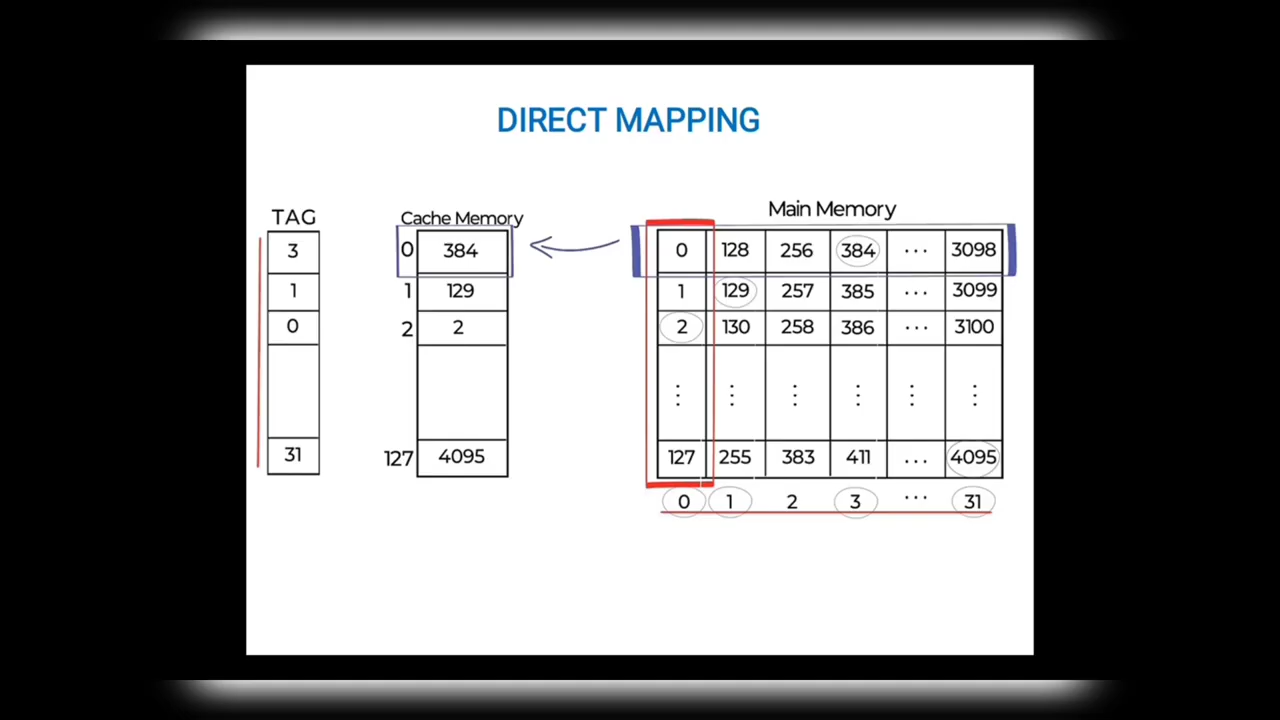 DIRECT MAPPING
TAG Cache Memory Main Memory
3 0 384 0 128 256 384 ... 3098
1 1 129 1 129 257 385 ... 3099
0 2 2 2 130 258 386 ... 3100
⋮ ⋮ ⋮ ⋮ ⋮ ⋮
31 127 4095 127 255 383 411 ... 4095
0 1 2 3 ... 31